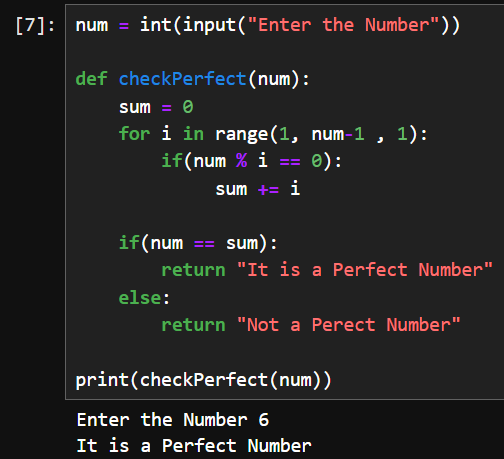 [7]: num = int(input("Enter the Number"))
def checkPerfect(num):
sum = 0
for i in range(1, num-1 , 1):
if(num % i == 0):
sum += i
if(num == sum):
return "It is a Perfect Number"
else:
return "Not a Perect Number"
print(checkPerfect(num))
Enter the Number 6
It is a Perfect Number